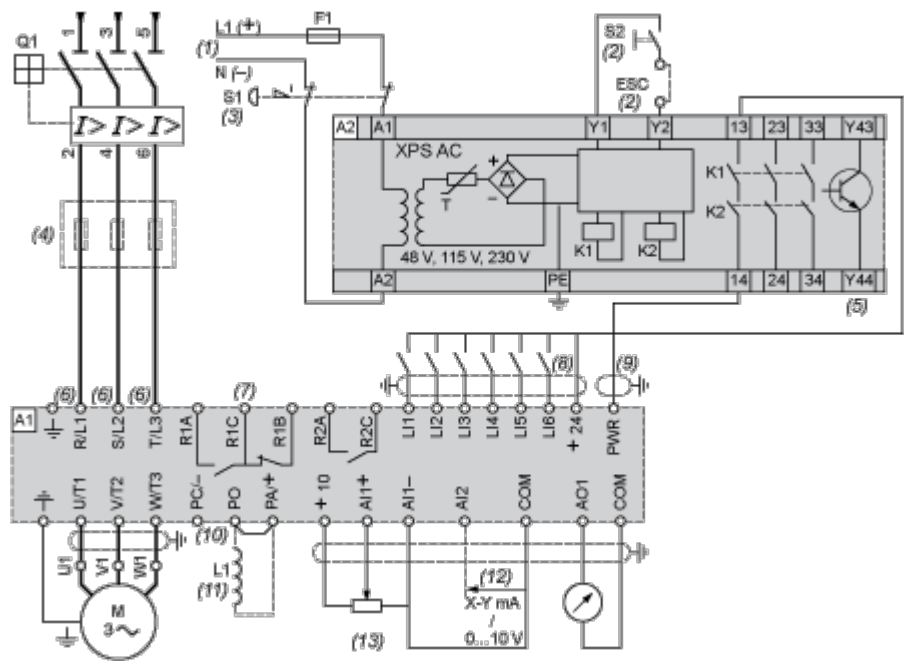 1 3 5
Q1
I> I> I>
2 4 6
(4)
L1 (+) F1
(1)
N (–)
S1
(3)
S2
(2)
ESC
(2)
A2 A1 Y1 Y2 13 23 33 Y43
XPS AC
+
–
T
K1
K2
K1 K2
48 V, 115 V, 230 V
A2 PE 14 24 34 Y44
(5)
(6) (6) (6) (7) (8) (9)
A1
R/L1 S/L2 T/L3 R1A R1C R1B R2A R2C LI1 LI2 LI3 LI4 LI5 LI6 + 24 PWR
U/T1 V/T2 W/T3 PC/- PO PA/+ + 10 AI1+ AI1- AI2 COM AO1 COM
(10)
U1 V1 W1
L1
(11)
M
3~
(12)
X-Y mA
/
0...10 V
(13)